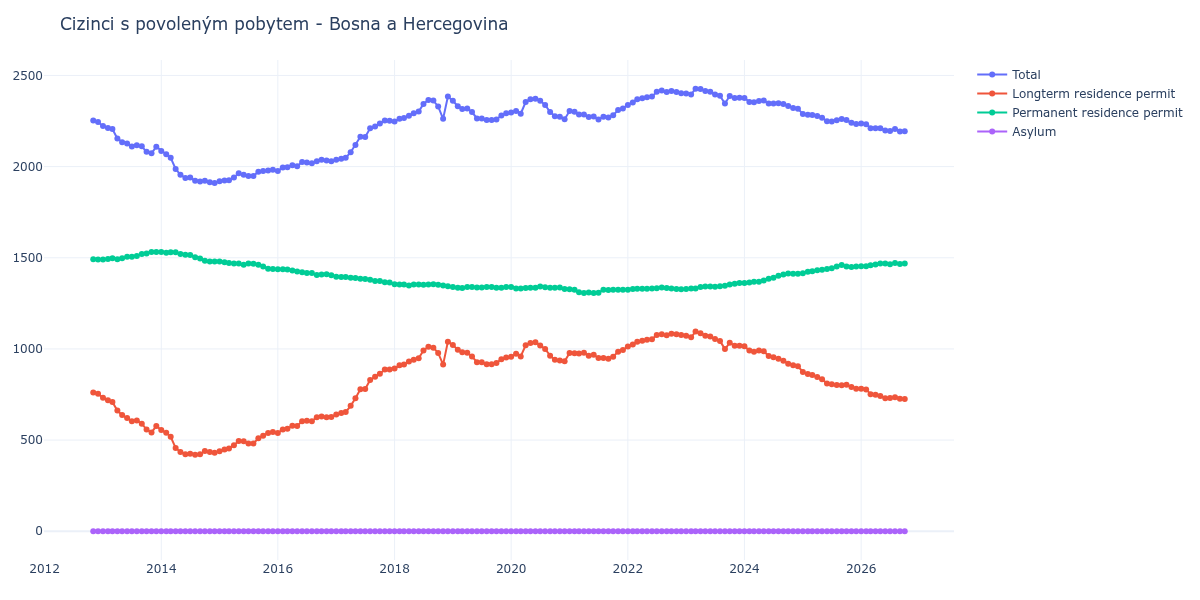 Cizinci s povoleným pobytem - Bosna a Hercegovina
2500
2000
1500
1000
500
0
2012
2014
2016
2018
2020
2022
2024
2026
Total
Longterm residence permit
Permanent residence permit
Asylum